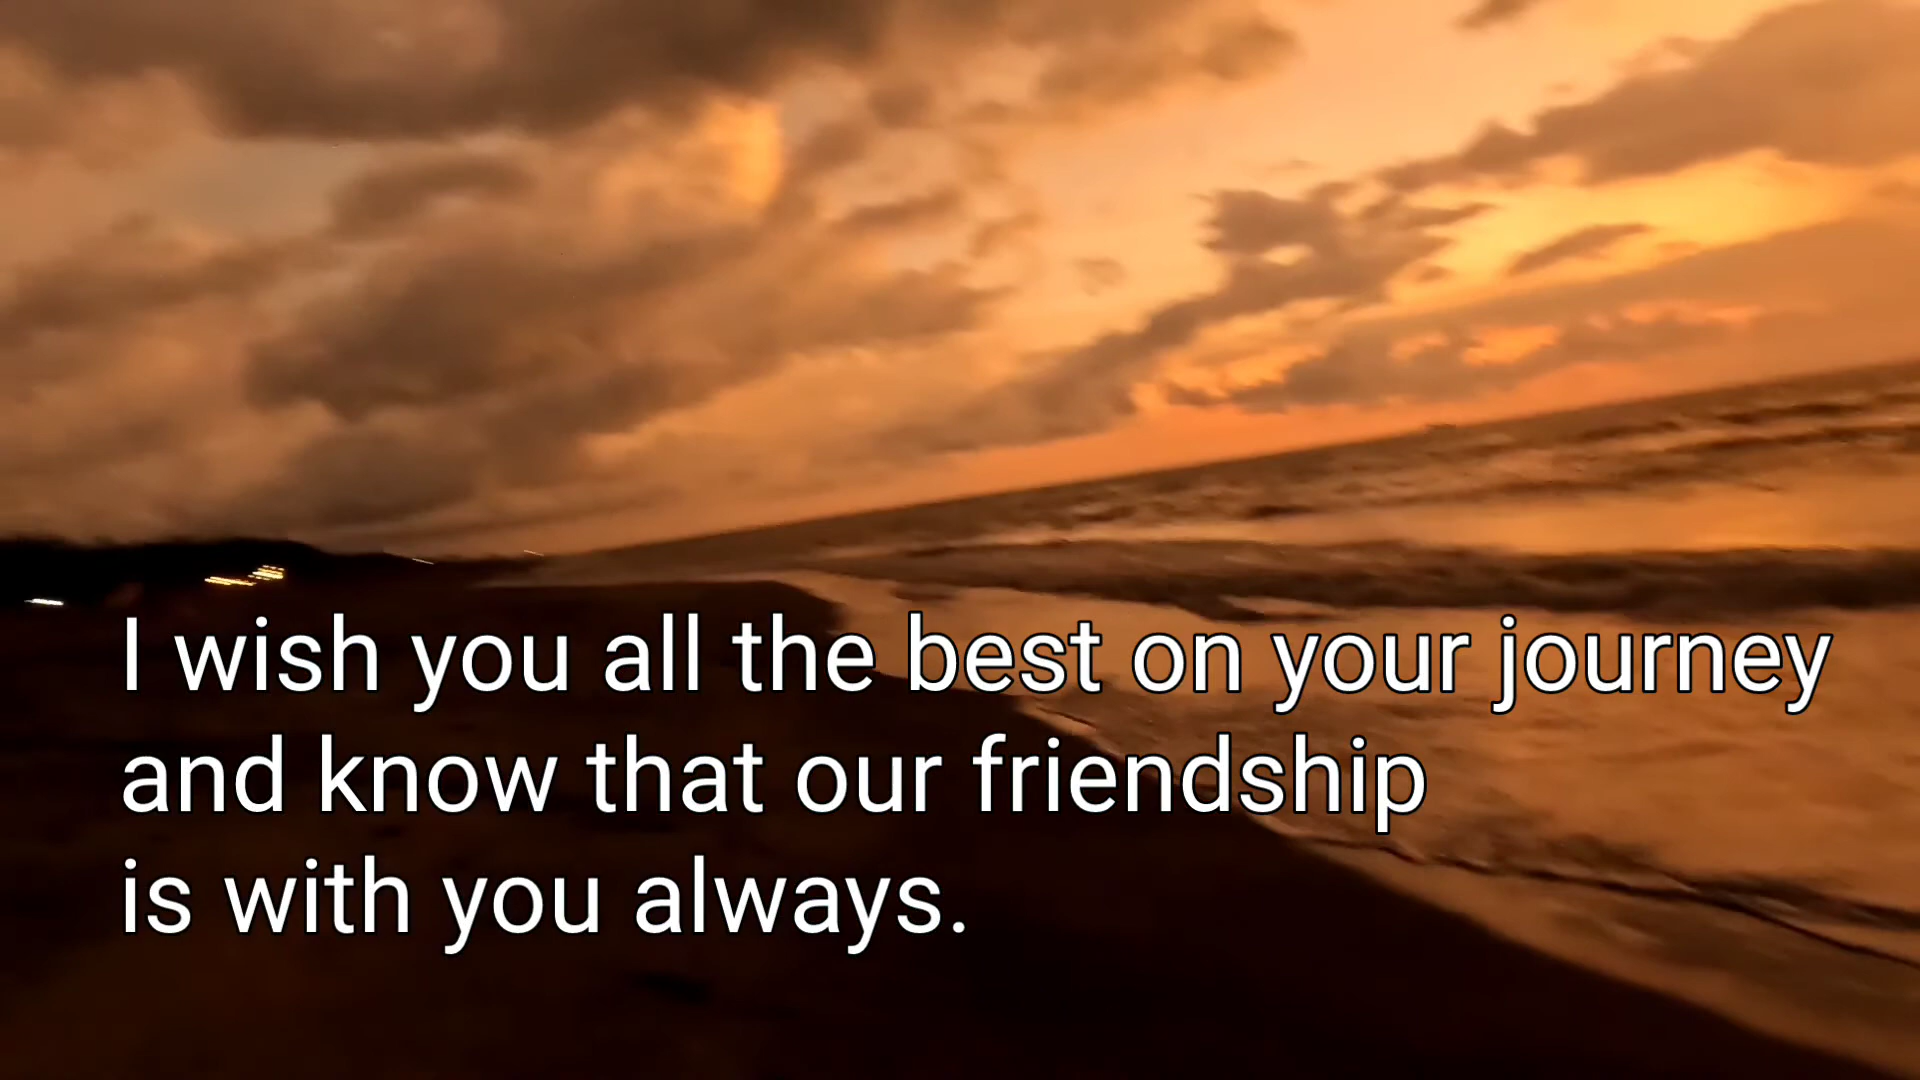 I wish you all the best on your journey
and know that our friendship
is with you always.